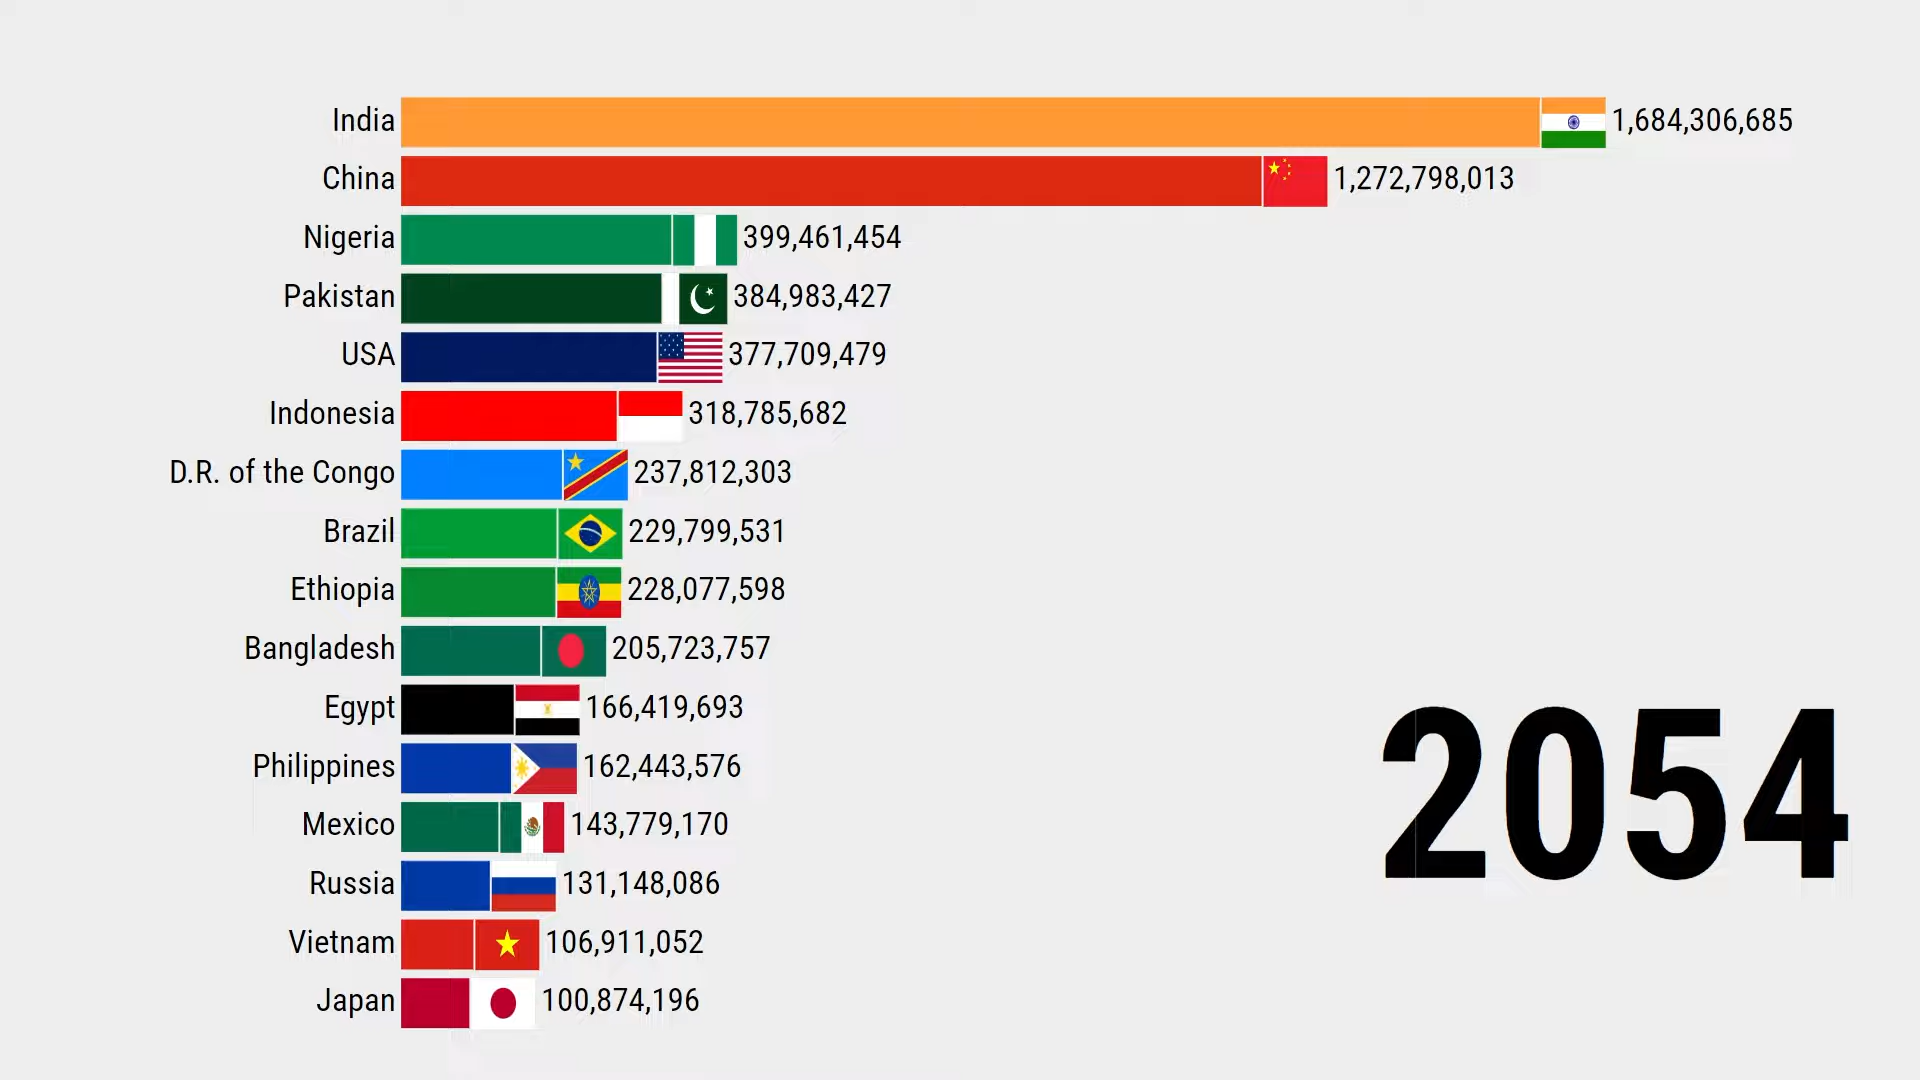 India 1,684,306,685
China 1,272,798,013
Nigeria 399,461,454
Pakistan 384,983,427
USA 377,709,479
Indonesia 318,785,682
D.R. of the Congo 237,812,303
Brazil 229,799,531
Ethiopia 228,077,598
Bangladesh 205,723,757
Egypt 166,419,693
Philippines 162,443,576
Mexico 143,779,170
Russia 131,148,086
Vietnam 106,911,052
Japan 100,874,196
2054